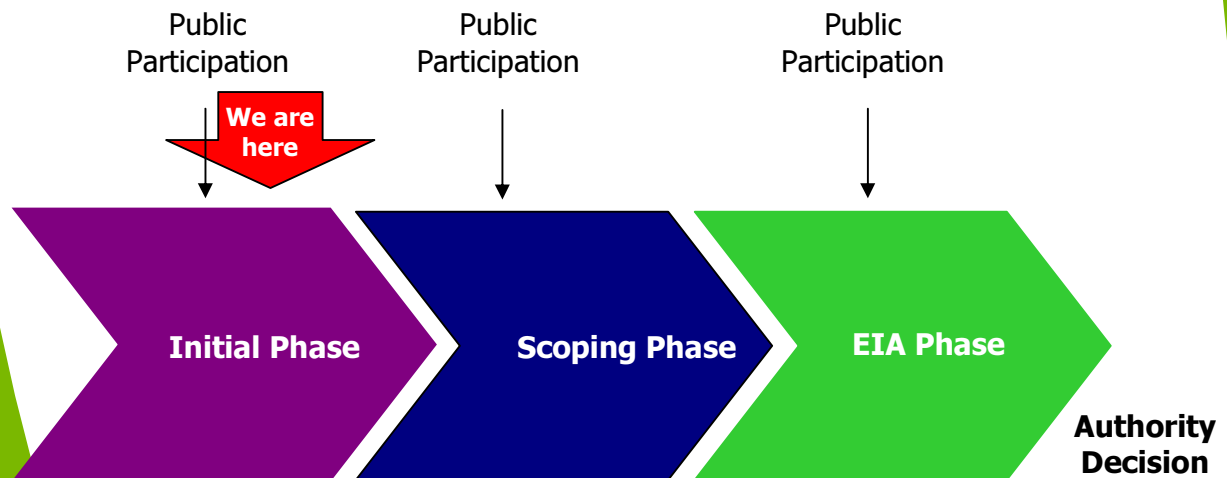 Public
Participation
Public
Participation
Public
Participation
We are
here
Initial Phase
Scoping Phase
EIA Phase
Authority
Decision